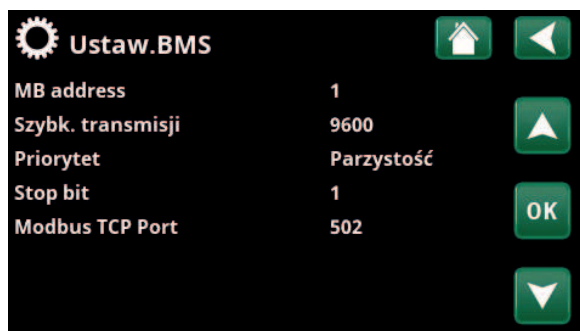 Ustaw.BMS
MB address 1
Szybk. transmisji 9600
Priorytet Parzystość
Stop bit 1
Modbus TCP Port 502
OK